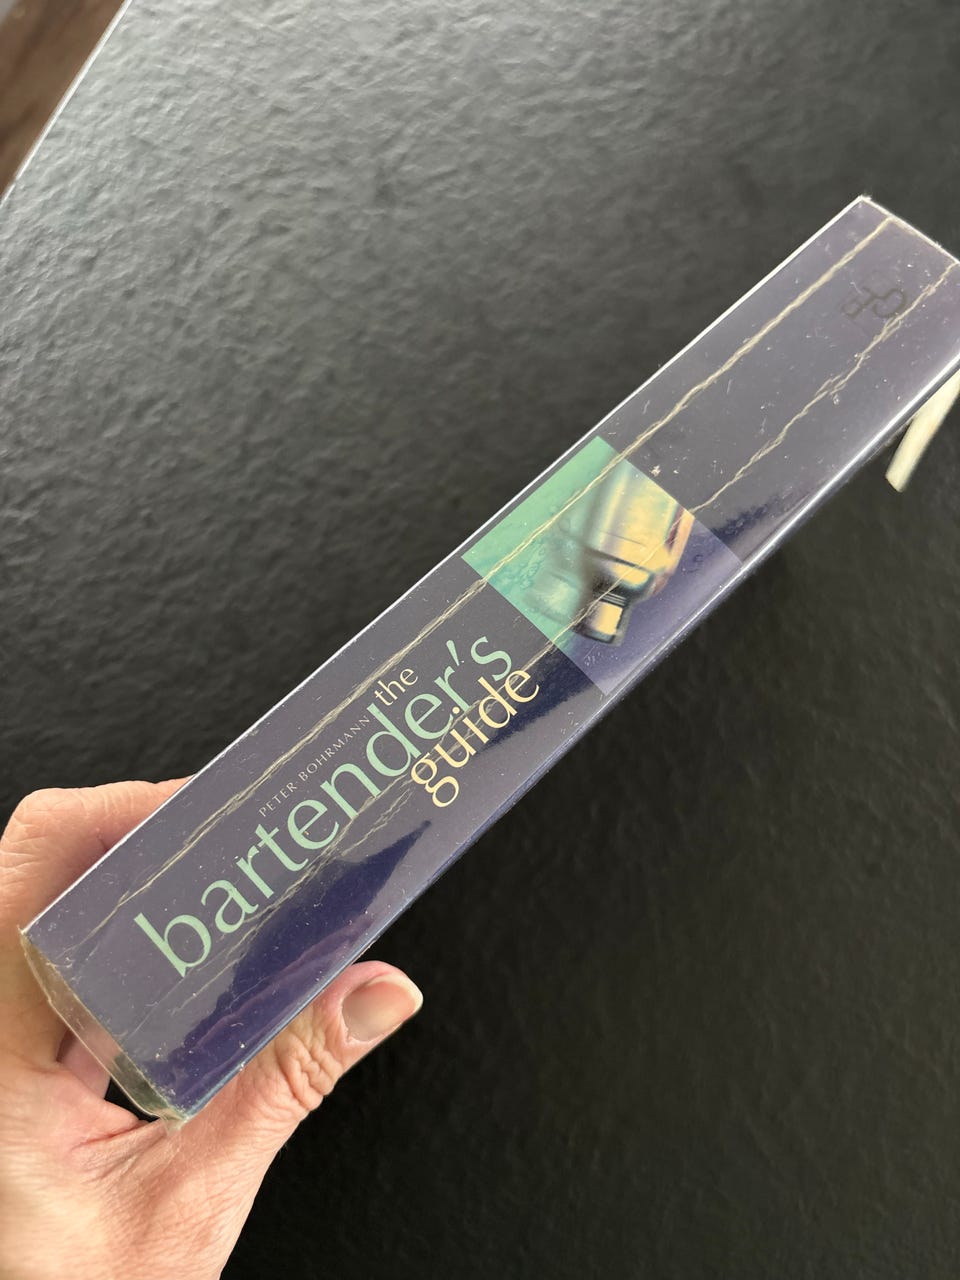 PETER BOHRMANN
the
bartender's
guide